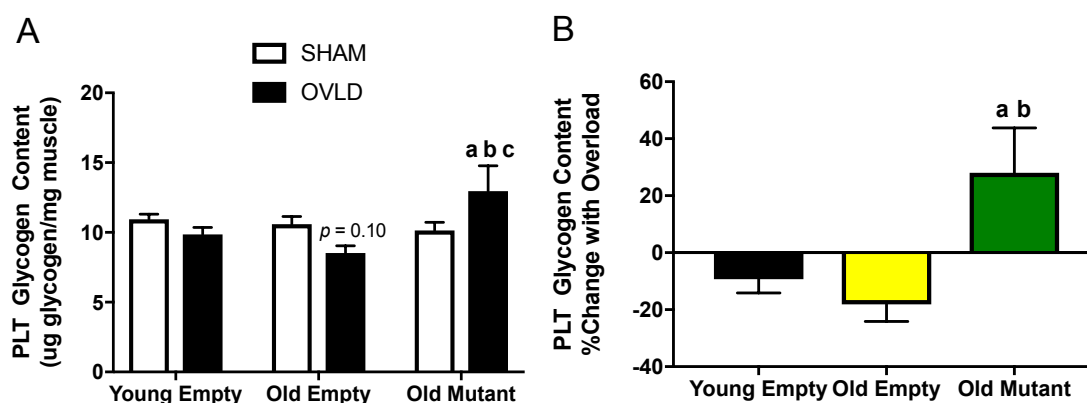 A
SHAM
OVLD
PLT Glycogen Content
(ug glycogen/mg muscle)
20
15
10
5
0
p = 0.10
a b c
Young Empty
Old Empty
Old Mutant
B
PLT Glycogen Content
%Change with Overload
60
40
20
0
-20
-40
a b
Young Empty
Old Empty
Old Mutant